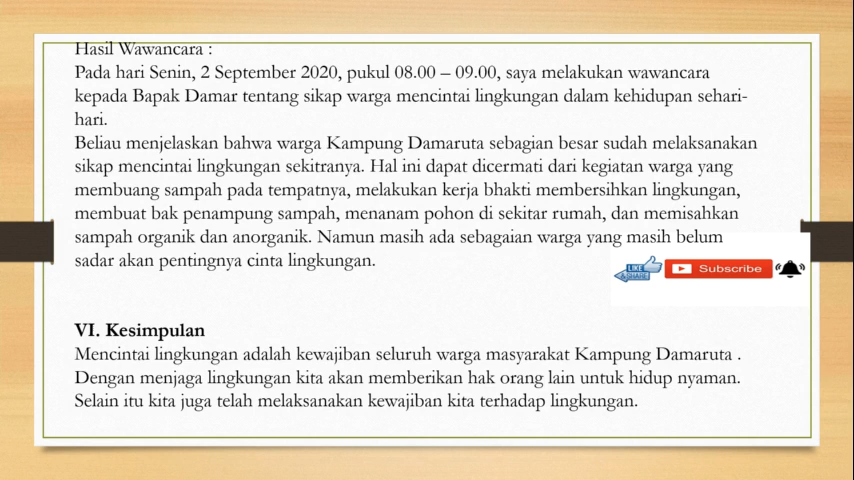 Hasil Wawancara :
Pada hari Senin, 2 September 2020, pukul 08.00 – 09.00, saya melakukan wawancara
kepada Bapak Damar tentang sikap warga mencintai lingkungan dalam kehidupan sehari-
hari.
Beliau menjelaskan bahwa warga Kampung Damaruta sebagian besar sudah melaksanakan
sikap mencintai lingkungan sekitranya. Hal ini dapat dicermati dari kegiatan warga yang
membuang sampah pada tempatnya, melakukan kerja bhakti membersihkan lingkungan,
membuat bak penampung sampah, menanam pohon di sekitar rumah, dan memisahkan
sampah organik dan anorganik. Namun masih ada sebagaian warga yang masih belum
sadar akan pentingnya cinta lingkungan.
LIKE
SHARE
Subscribe
VI. Kesimpulan
Mencintai lingkungan adalah kewajiban seluruh warga masyarakat Kampung Damaruta .
Dengan menjaga lingkungan kita akan memberikan hak orang lain untuk hidup nyaman.
Selain itu kita juga telah melaksanakan kewajiban kita terhadap lingkungan.